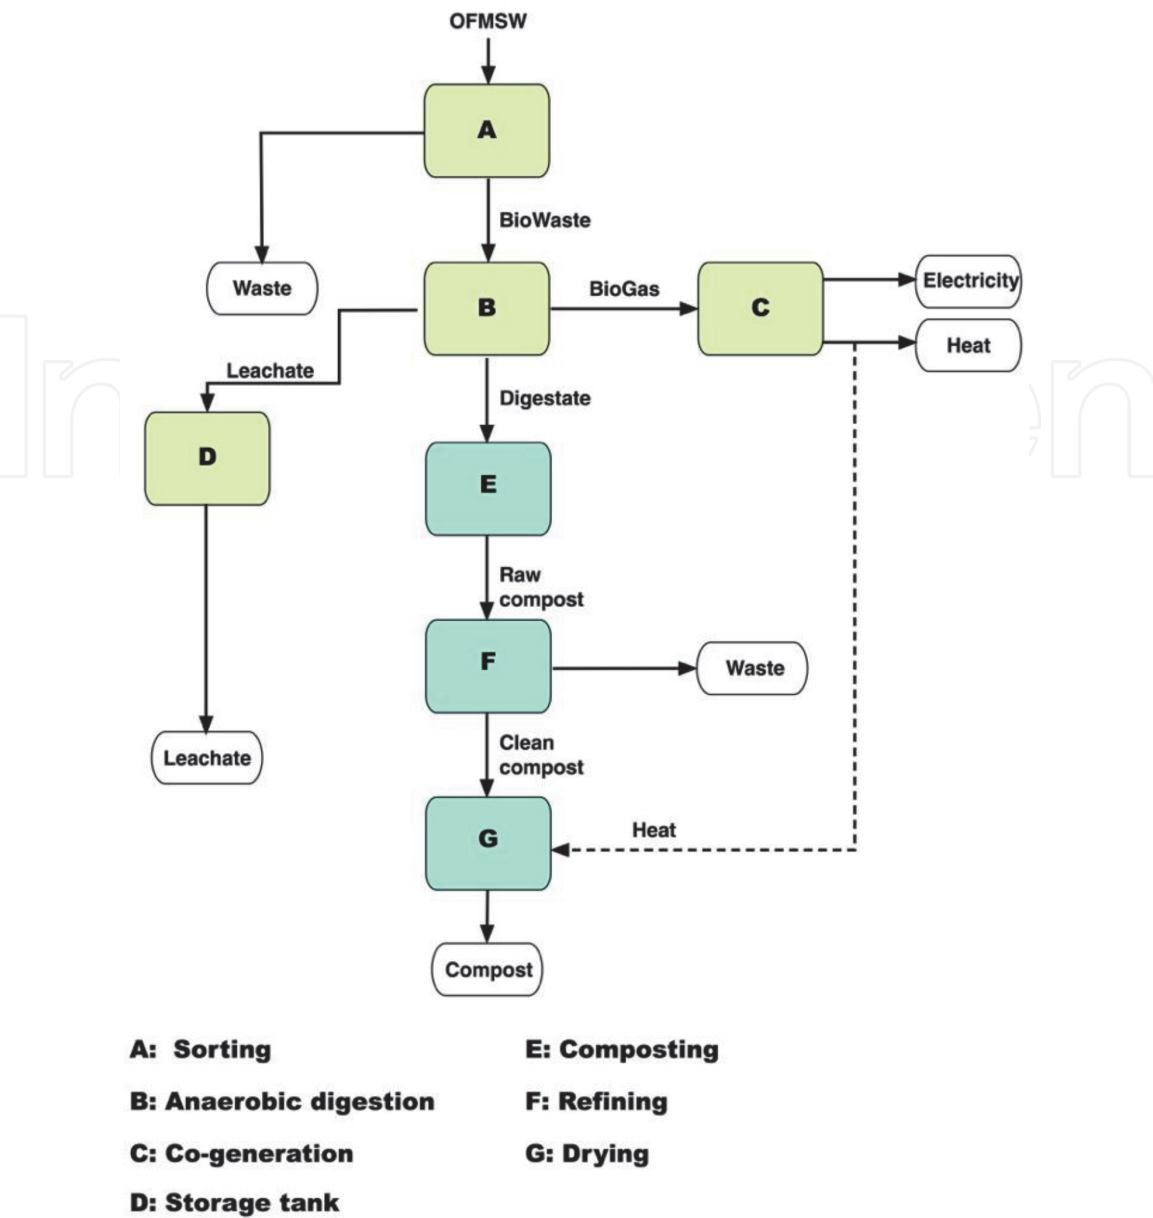 OFMSW
A
BioWaste
Waste
B
BioGas
C
Electricity
Heat
Leachate
Digestate
D
E
Raw
compost
F
Waste
Leachate
Clean
compost
G
Heat
Compost
A: Sorting
B: Anaerobic digestion
C: Co-generation
D: Storage tank
E: Composting
F: Refining
G: Drying